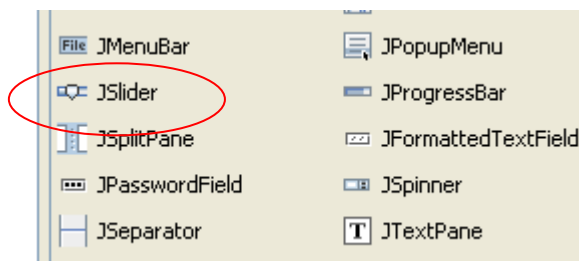 File JMenuBar JPopupMenu
JSlider JProgressBar
JSplitPane JFormattedTextField
JPasswordField JSpinner
JSeparator T JTextPane